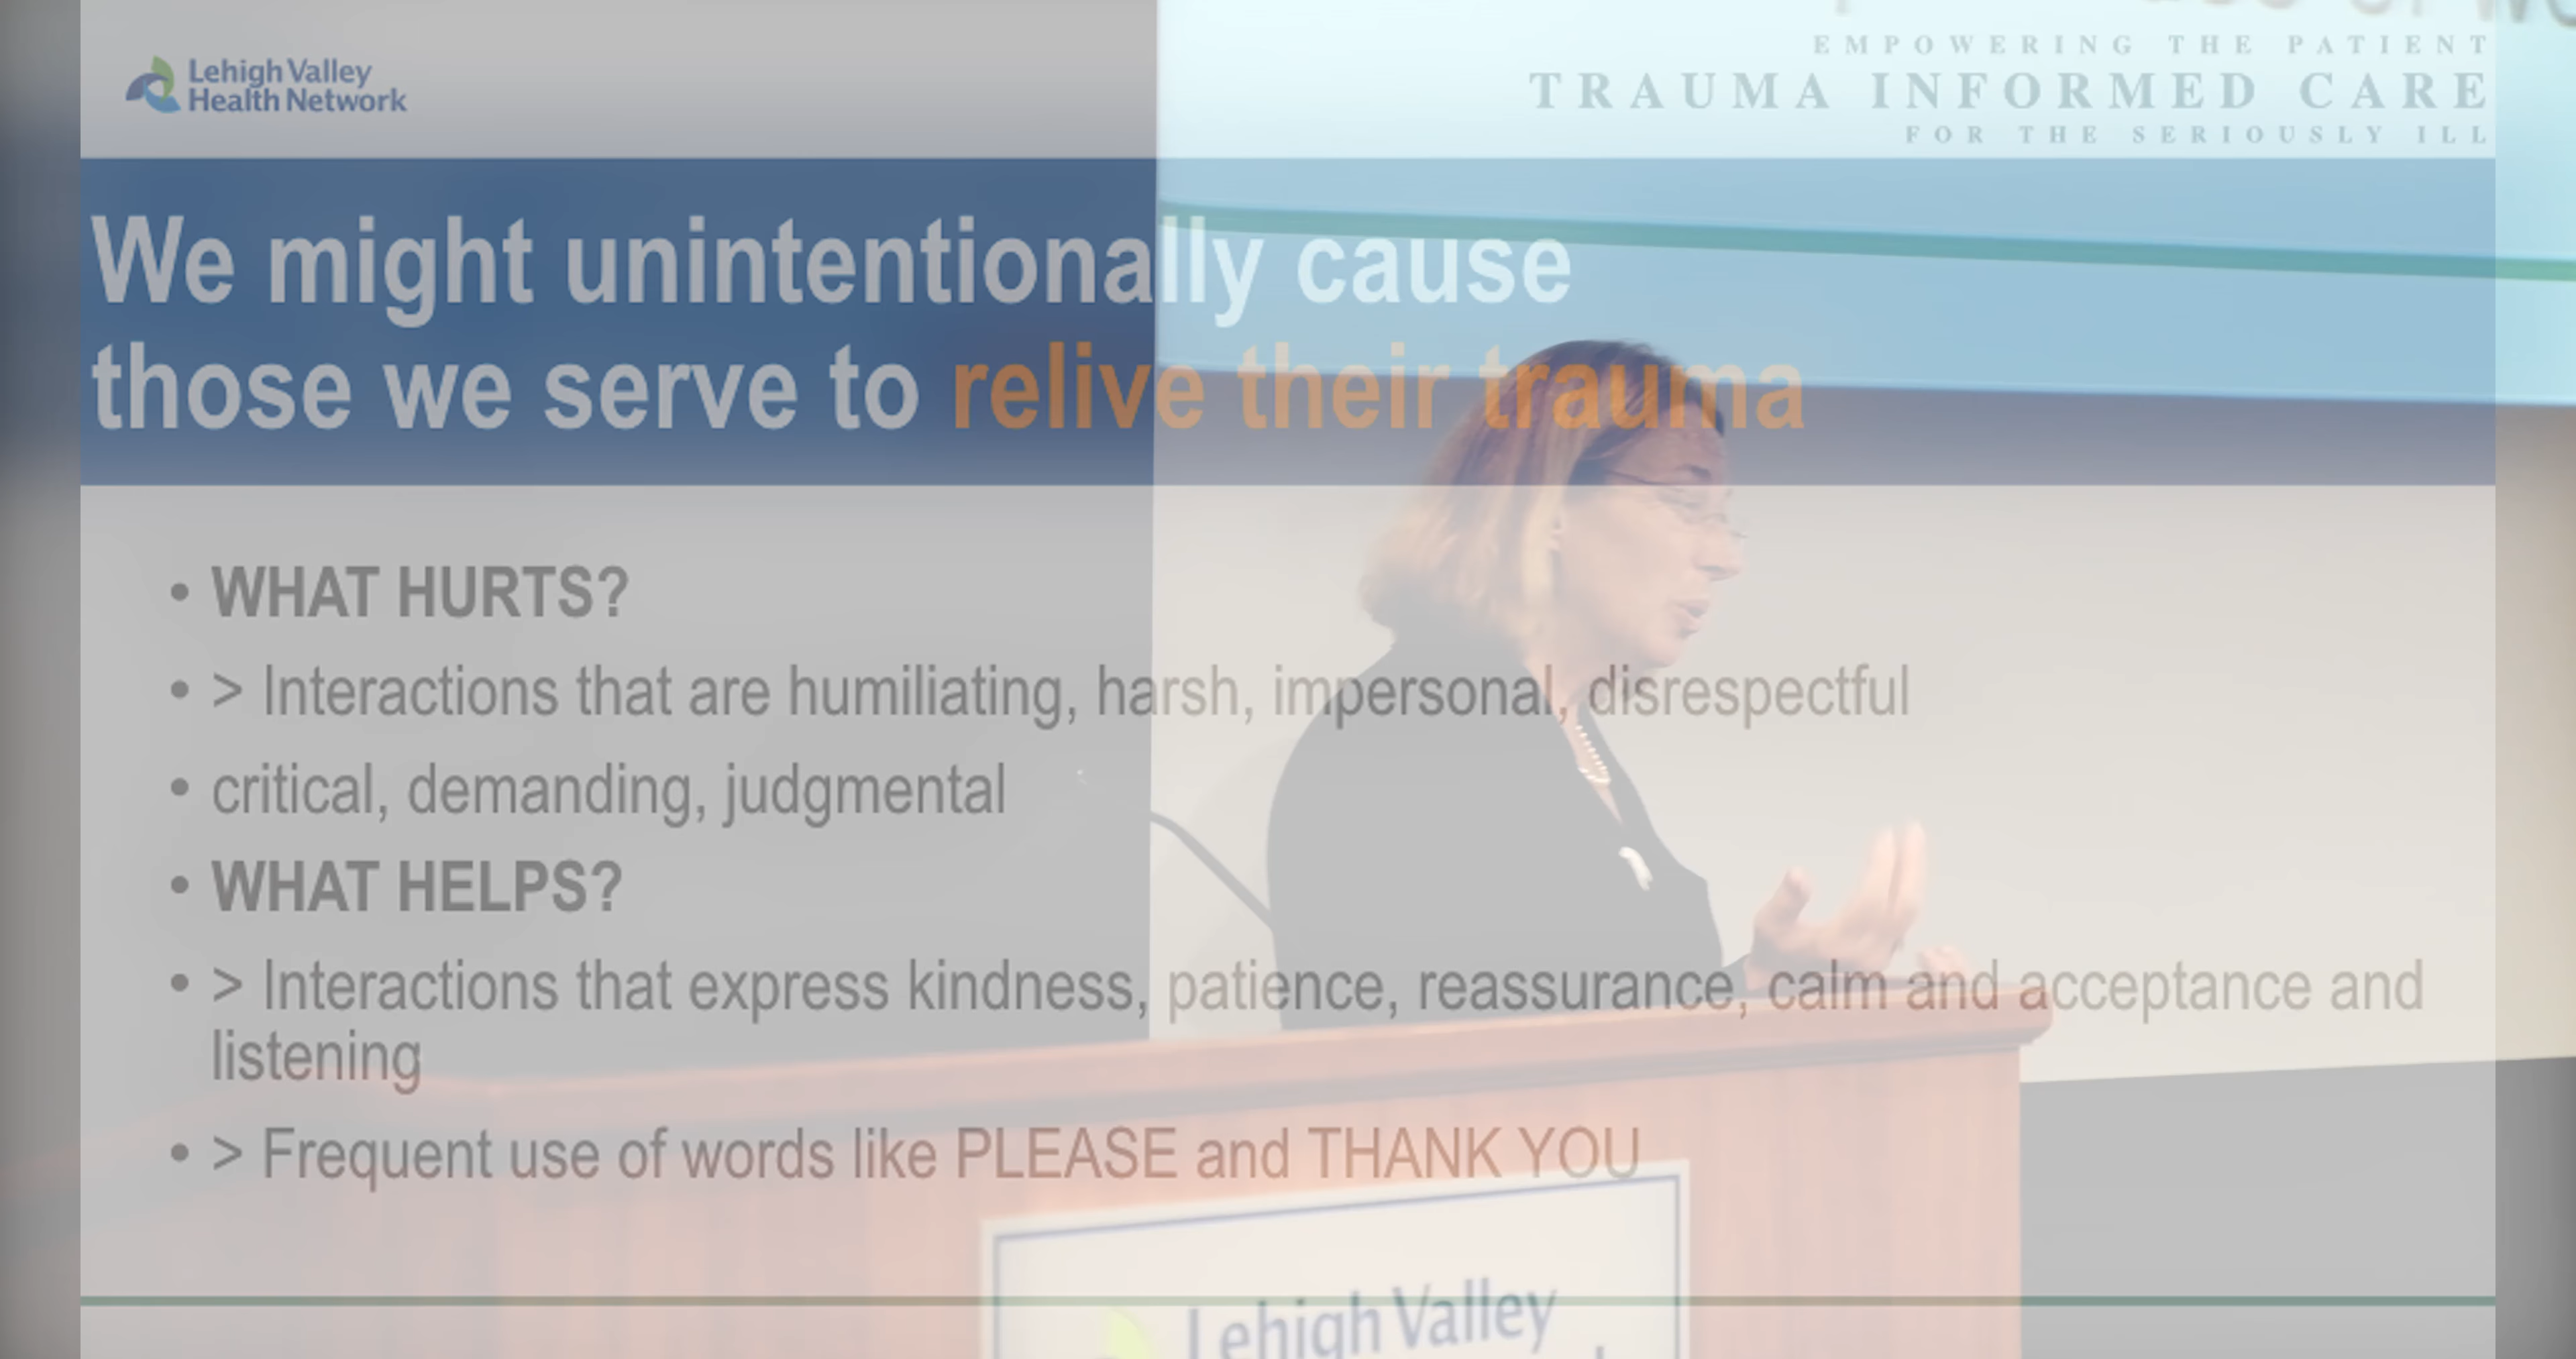 Lehigh Valley
Health Network
EMPOWERING THE PATIENT
TRAUMA INFORMED CARE
FOR THE SERIOUSLY ILL
We might unintentionally cause
those we serve to relive their trauma
• WHAT HURTS?
• > Interactions that are humiliating, harsh, impersonal, disrespectful
• critical, demanding, judgmental
• WHAT HELPS?
• > Interactions that express kindness, patience, reassurance, calm and acceptance and
listening
• > Frequent use of words like PLEASE and THANK YOU
Lehigh Valley